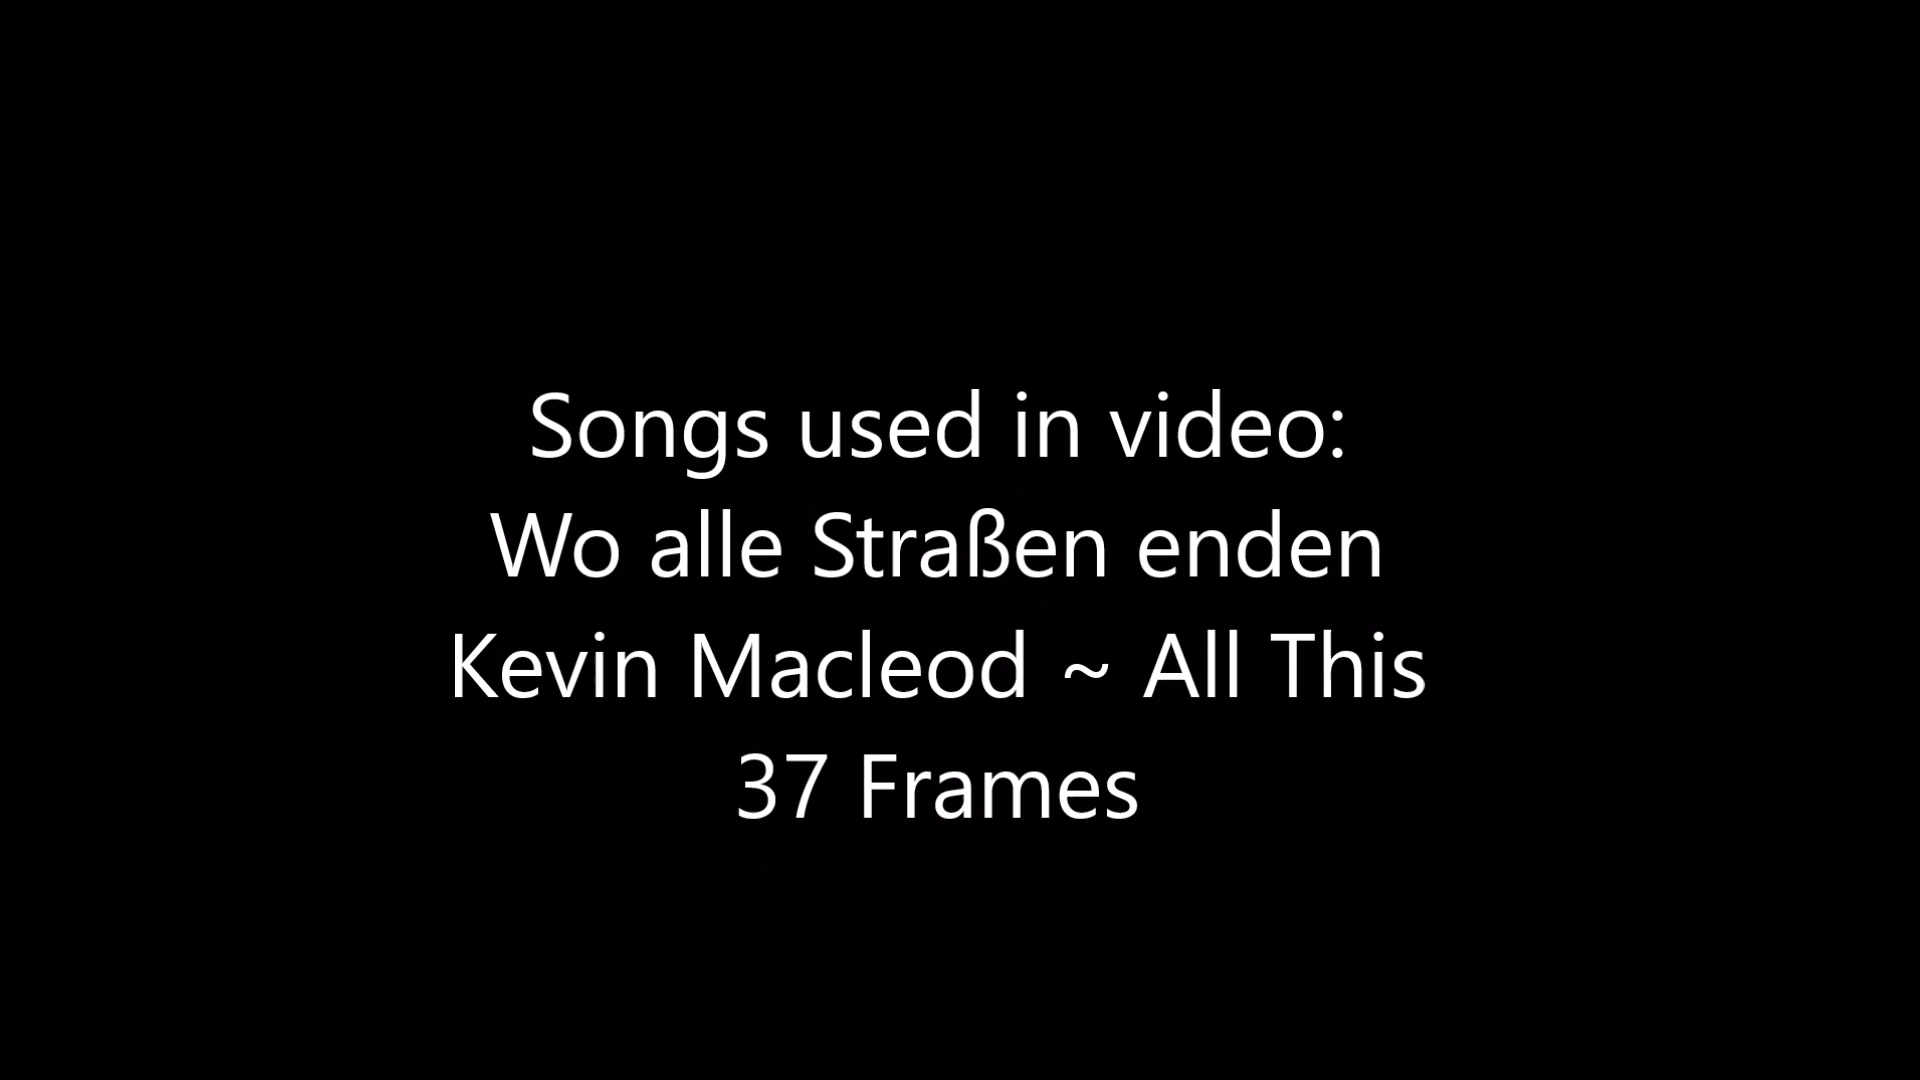 Songs used in video:
Wo alle Straßen enden
Kevin Macleod ~ All This
37 Frames